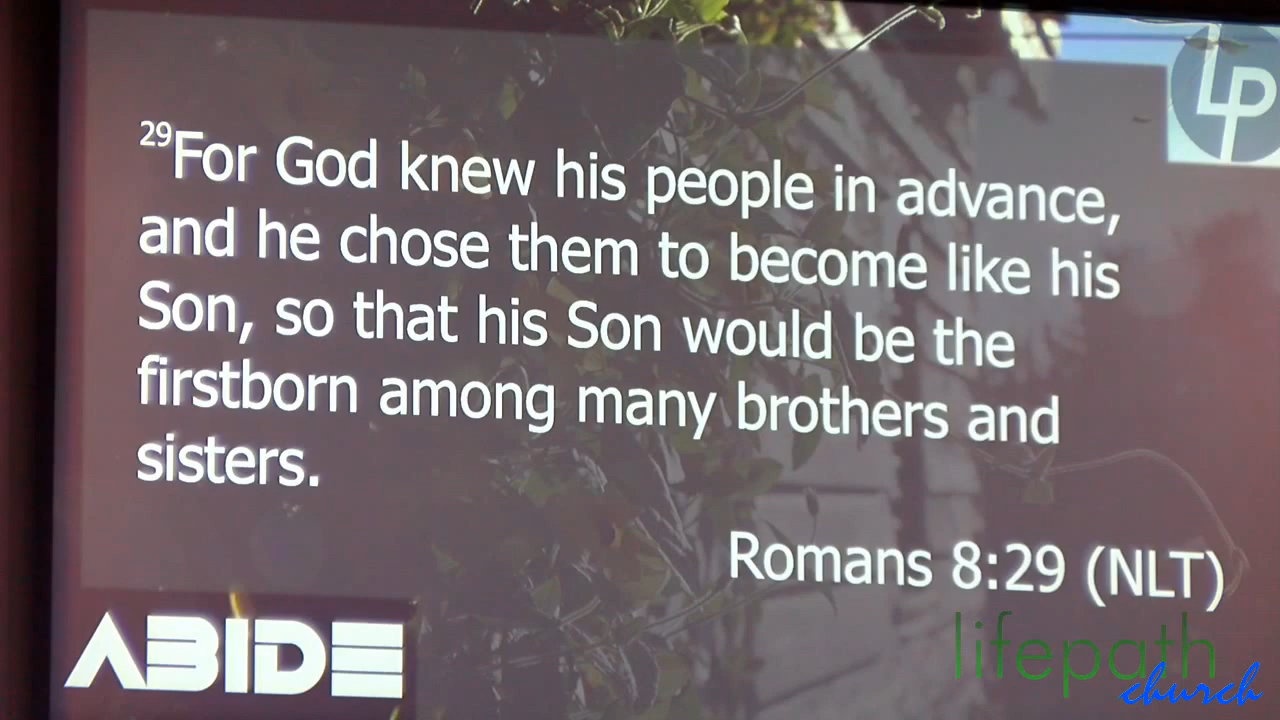 LP
29For God knew his people in advance,
and he chose them to become like his
Son, so that his Son would be the
firstborn among many brothers and
sisters.
Romans 8:29 (NLT)
ABIDE
lifepath
church